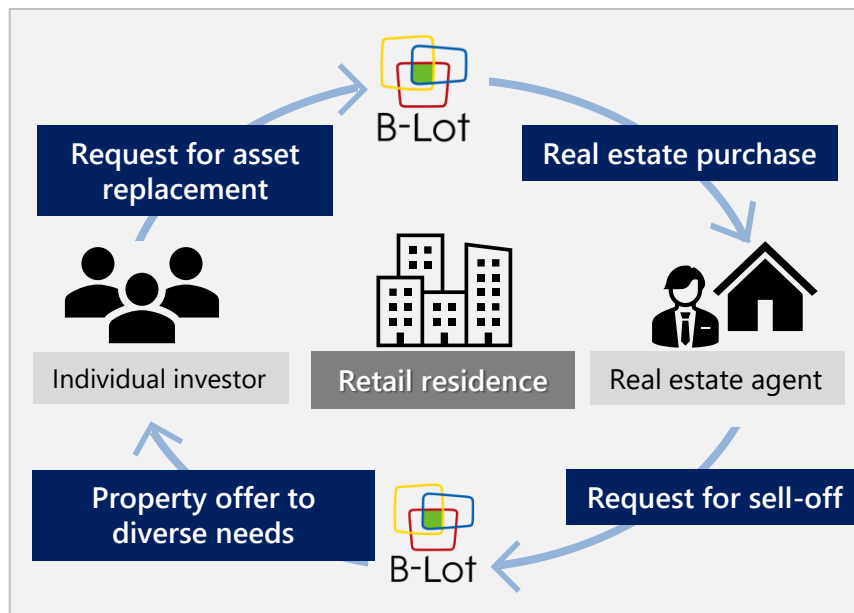 B-Lot
Request for asset
replacement
Real estate purchase
Individual investor
Retail residence
Real estate agent
Property offer to
diverse needs
B-Lot
Request for sell-off